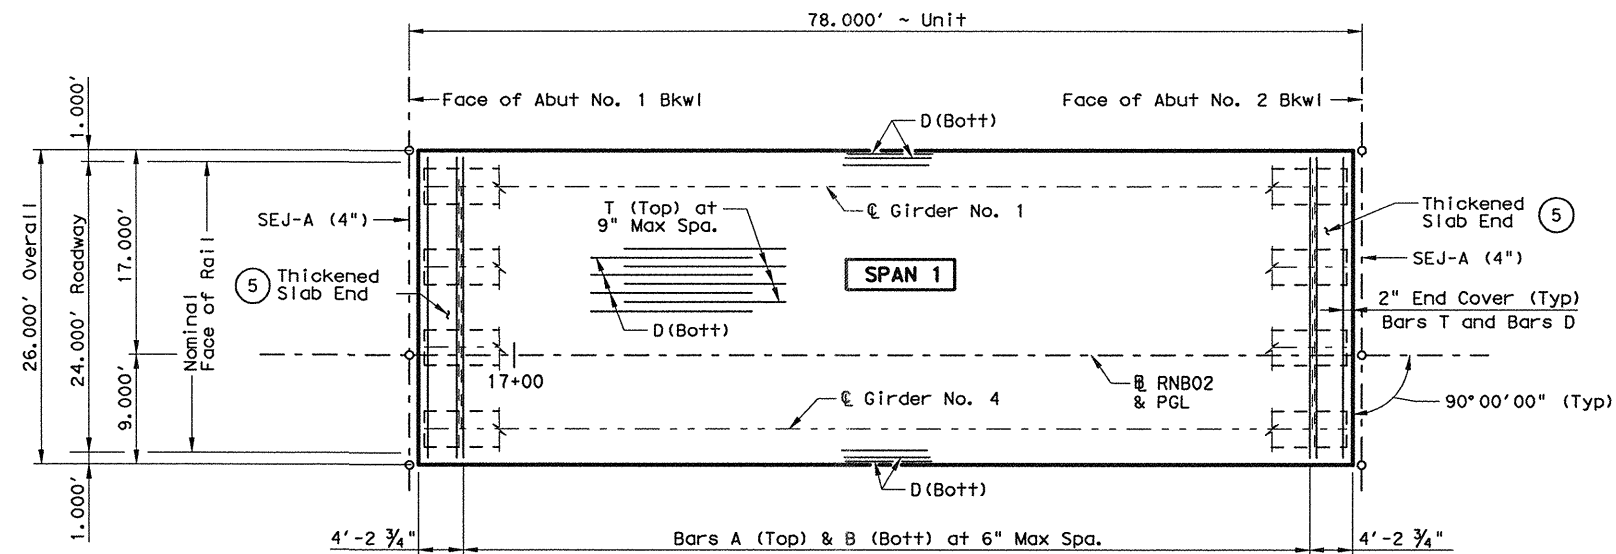 78.000' ~ Unit
Face of Abut No. 1 Bkwl
Face of Abut No. 2 Bkwl
1.000'
26.000' Overall
24.000' Roadway
17.000'
9.000'
1.000'
Nominal
Face of Rail
SEJ-A (4")
5
Thickened
Slab End
D(Bott)
T (Top) at
9" Max Spa.
D(Bott)
℄ Girder No. 1
SPAN 1
Thickened
Slab End
5
SEJ-A (4")
2" End Cover (Typ)
Bars T and Bars D
17+00
℄ Girder No. 4
BL RNB02
& PGL
90°00'00" (Typ)
D(Bott)
4'-2 ¾"
Bars A (Top) & B (Bott) at 6" Max Spa.
4'-2 ¾"